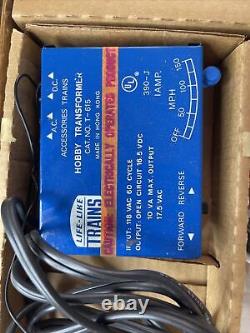 A.C. D.C.
ACCESSORIES TRAINS
HOBBY TRANSFORMER
CAT. NO. T-615
MADE IN HONG KONG
LIFE-LIKE
TRAINS
CAUTION: ELECTRICALLY OPERATED PRODUCT
INPUT: 118 VAC 60 CYCLE
OUTPUT OPEN CIRCUIT 16.5 VDC
10 VA MAX. OUTPUT
17.5 VAC
390-J
1 AMP.
MPH
OFF 50 100 150
FORWARD REVERSE